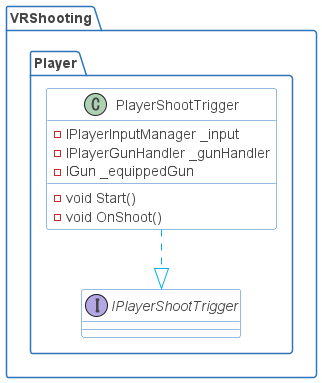 VRShooting
Player
C PlayerShootTrigger
IPlayerInputManager _input
IPlayerGunHandler _gunHandler
IGun _equippedGun
void Start()
void OnShoot()
I IPlayerShootTrigger